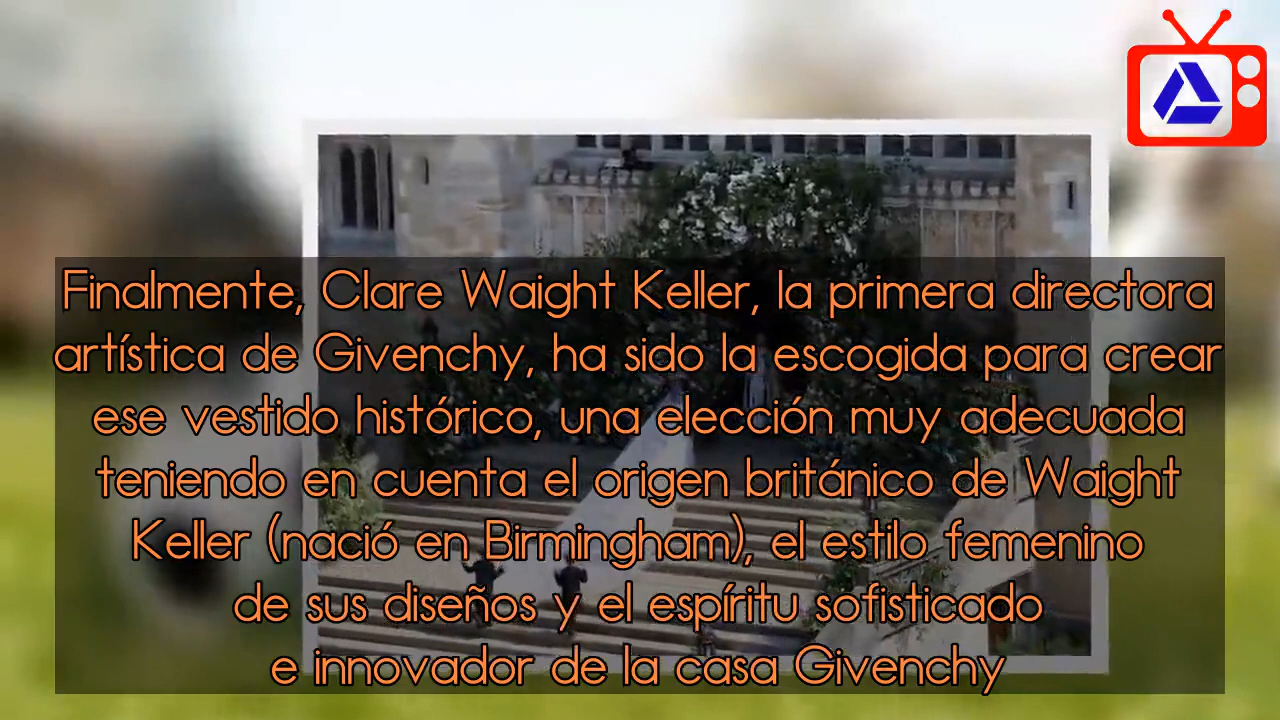 Finalmente, Clare Waight Keller, la primera directora
artística de Givenchy, ha sido la escogida para crear
ese vestido histórico, una elección muy adecuada
teniendo en cuenta el origen británico de Waight
Keller (nació en Birmingham), el estilo femenino
de sus diseños y el espíritu sofisticado
e innovador de la casa Givenchy